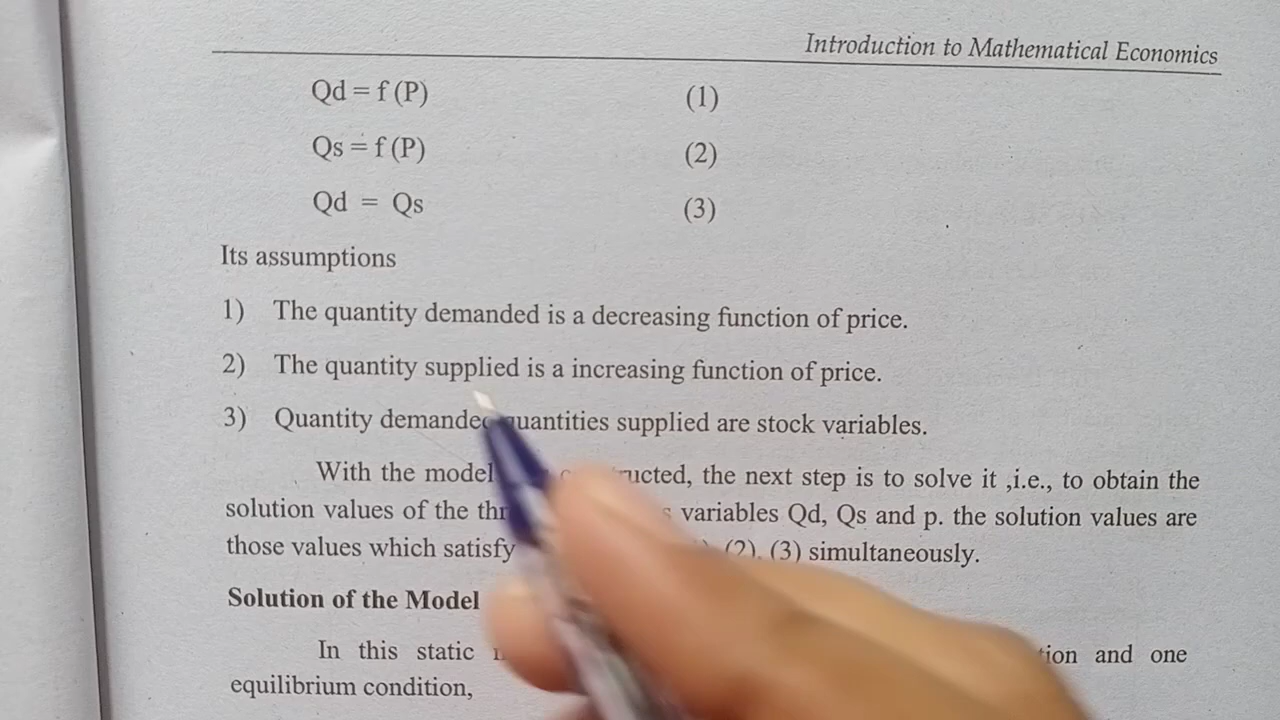 Introduction to Mathematical Economics
Qd = f (P) (1)
Qs = f (P) (2)
Qd = Qs (3)
Its assumptions
1) The quantity demanded is a decreasing function of price.
2) The quantity supplied is a increasing function of price.
3) Quantity demanded quantities supplied are stock variables.
With the model the next step is to solve it ,i.e., to obtain the
solution values of the variables Qd, Qs and p. the solution values are
those values which satisfy (2), (3) simultaneously.
Solution of the Model
In this static and one
equilibrium condition,